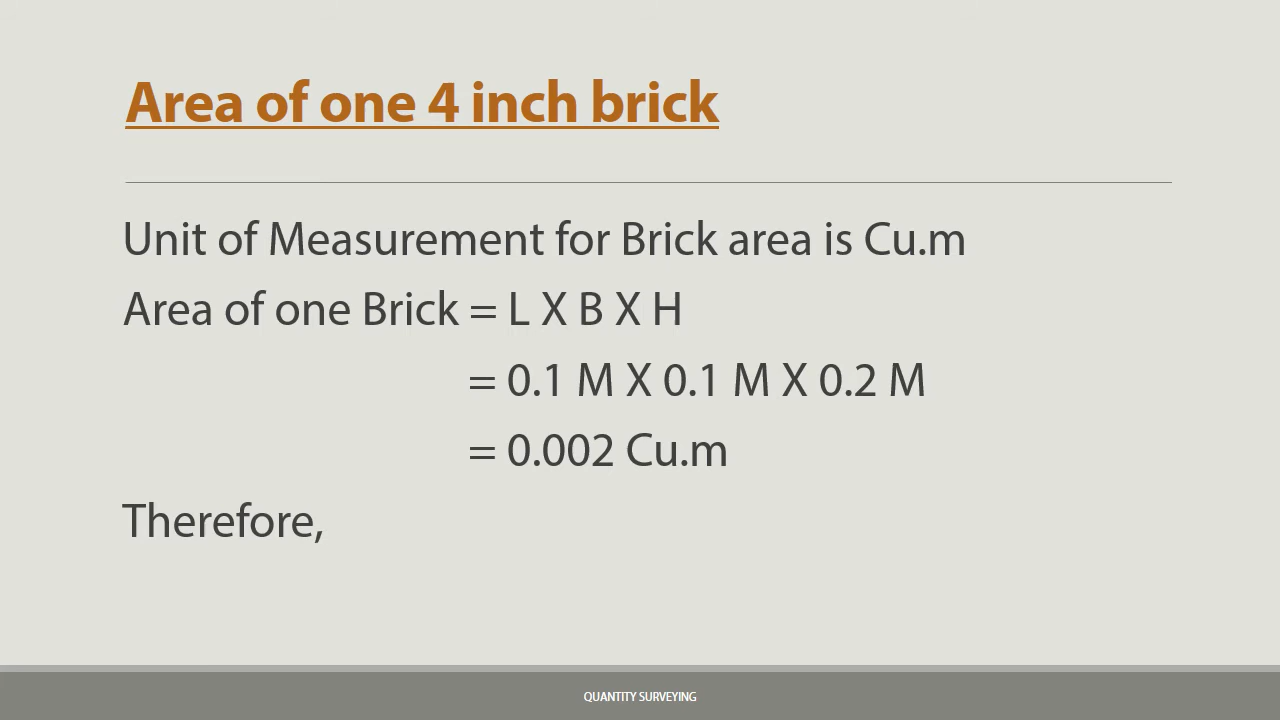 Area of one 4 inch brick
Unit of Measurement for Brick area is Cu.m
Area of one Brick = L X B X H
= 0.1 M X 0.1 M X 0.2 M
= 0.002 Cu.m
Therefore,
QUANTITY SURVEYING